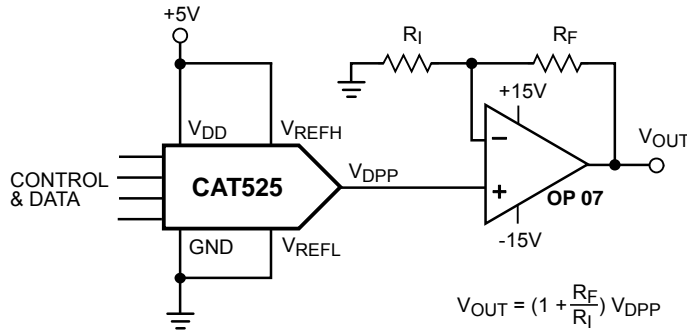 +5V
R_I
R_F
+15V
V_DD
V_REFH
−
V_OUT
CONTROL
& DATA
CAT525
V_DPP
+
OP 07
GND
V_REFL
-15V
V_OUT = (1 + R_F/R_I) V_DPP